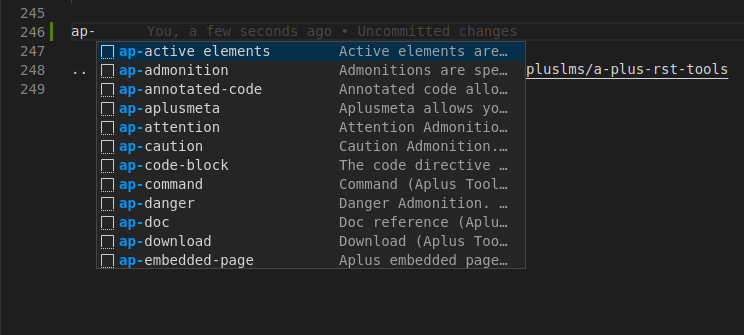 245
246 ap- You, a few seconds ago • Uncommitted changes
247 ap-active elements Active elements are…
248 .. ap-admonition Admonitions are spe… pluslms/a-plus-rst-tools
249 ap-annotated-code Annotated code allo…
ap-aplusmeta Aplusmeta allows yo…
ap-attention Attention Admonitio…
ap-caution Caution Admonition.…
ap-code-block The code directive …
ap-command Command (Aplus Tool…
ap-danger Danger Admonition. …
ap-doc Doc reference (Aplu…
ap-download Download (Aplus Too…
ap-embedded-page Aplus embedded page…